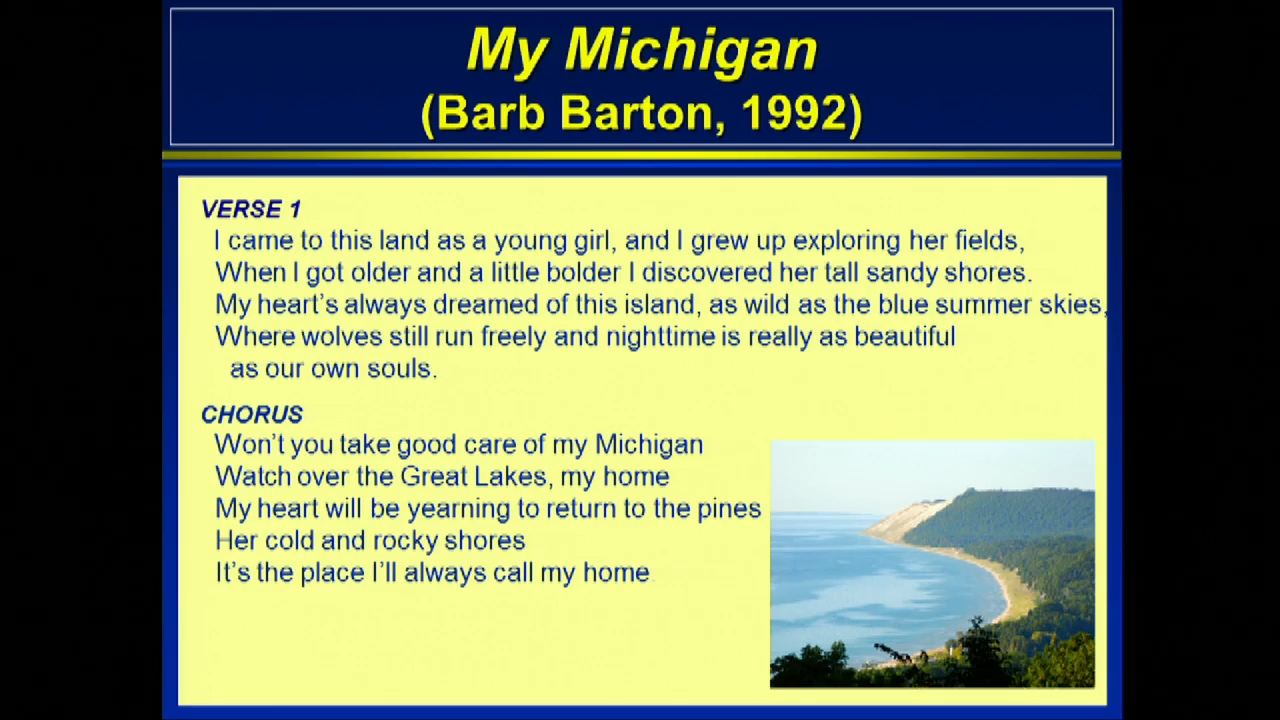 My Michigan
(Barb Barton, 1992)
VERSE 1
I came to this land as a young girl, and I grew up exploring her fields,
When I got older and a little bolder I discovered her tall sandy shores.
My heart's always dreamed of this island, as wild as the blue summer skies,
Where wolves still run freely and nighttime is really as beautiful
as our own souls.
CHORUS
Won't you take good care of my Michigan
Watch over the Great Lakes, my home
My heart will be yearning to return to the pines
Her cold and rocky shores
It's the place I'll always call my home